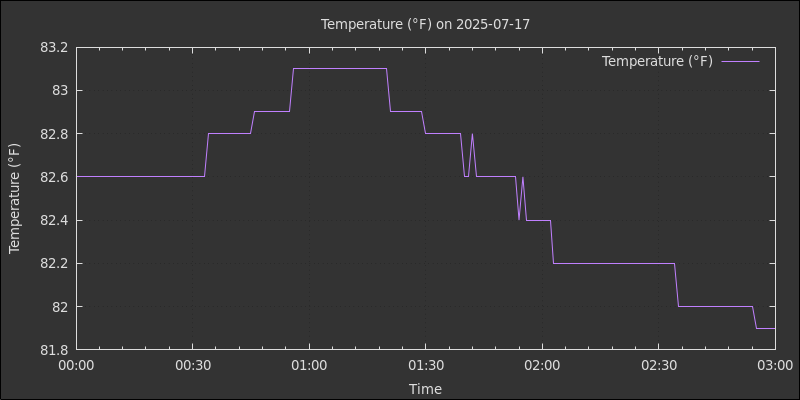 Temperature (°F) on 2025-07-17
Temperature (°F)
Temperature (°F)
83.2
83
82.8
82.6
82.4
82.2
82
81.8
00:00 00:30 01:00 01:30 02:00 02:30 03:00
Time